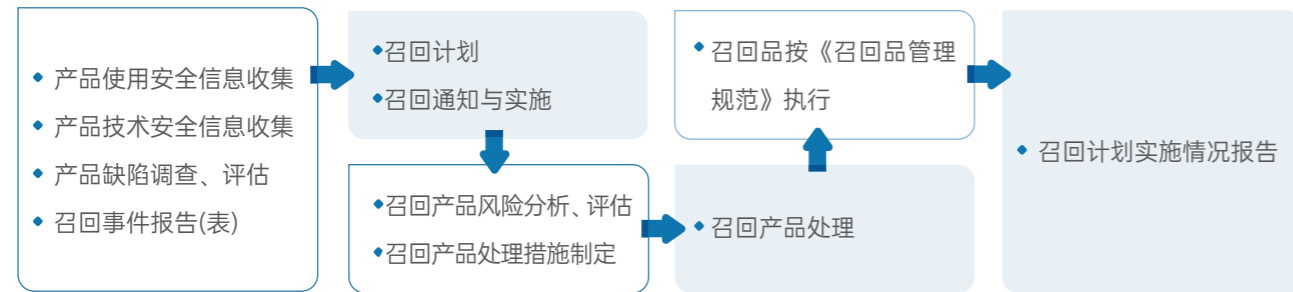 产品使用安全信息收集
产品技术安全信息收集
产品缺陷调查、评估
召回事件报告(表)
召回计划
召回通知与实施
召回产品风险分析、评估
召回产品处理措施制定
召回产品处理
召回品按《召回品管理
规范》执行
召回计划实施情况报告